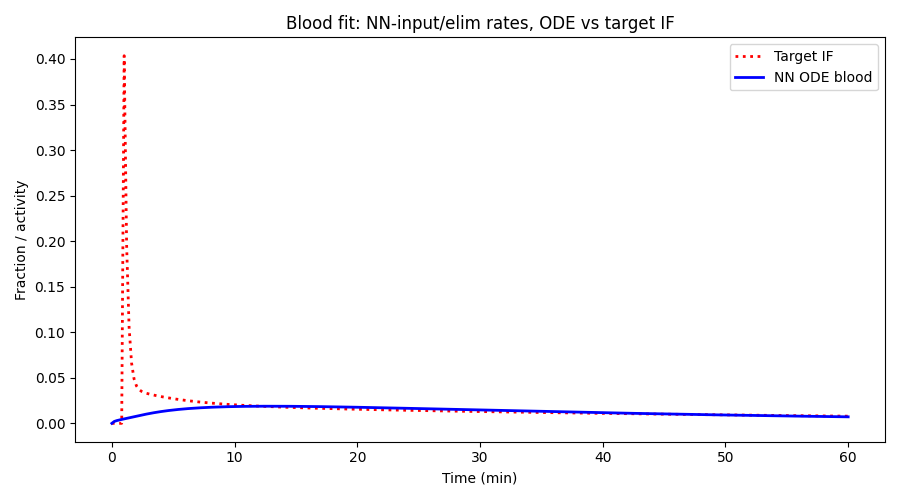 Blood fit: NN-input/elim rates, ODE vs target IF
Target IF
NN ODE blood
Fraction / activity
0.40
0.35
0.30
0.25
0.20
0.15
0.10
0.05
0.00
0 10 20 30 40 50 60
Time (min)